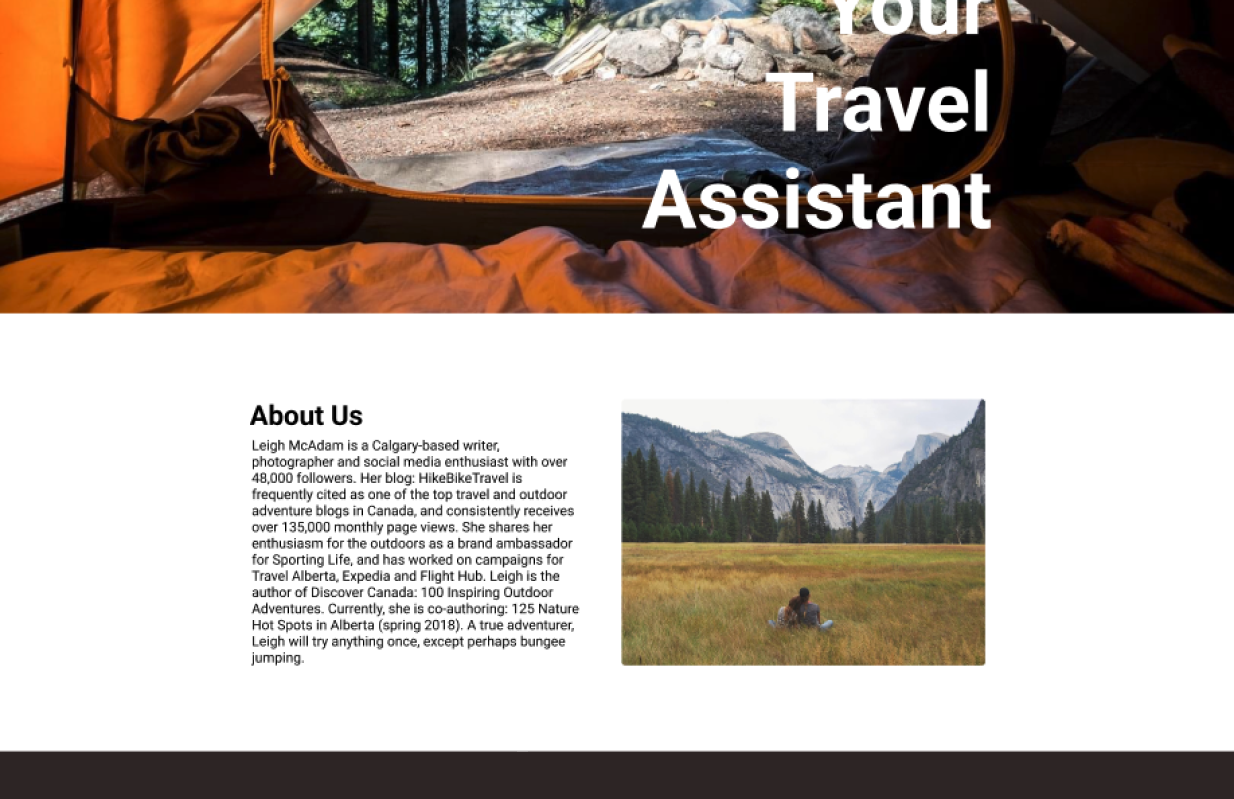 Your
Travel
Assistant
About Us
Leigh McAdam is a Calgary-based writer,
photographer and social media enthusiast with over
48,000 followers. Her blog: HikeBikeTravel is
frequently cited as one of the top travel and outdoor
adventure blogs in Canada, and consistently receives
over 135,000 monthly page views. She shares her
enthusiasm for the outdoors as a brand ambassador
for Sporting Life, and has worked on campaigns for
Travel Alberta, Expedia and Flight Hub. Leigh is the
author of Discover Canada: 100 Inspiring Outdoor
Adventures. Currently, she is co-authoring: 125 Nature
Hot Spots in Alberta (spring 2018). A true adventurer,
Leigh will try anything once, except perhaps bungee
jumping.